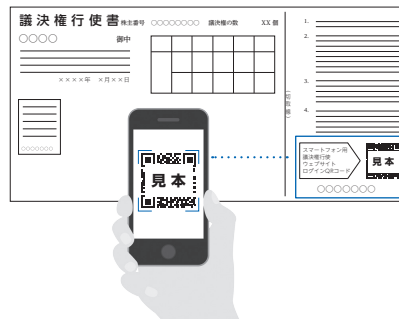 議決権行使書 株主番号 ○○○○○○○○ 議決権の数 XX 個
○○○○ 御中
××××年 ×月××日
○○○○○○○
1.
2.
3.
4.
スマートフォン用
議決権行使
ウェブサイト
ログインQRコード
見本
○○○○○○○
見本